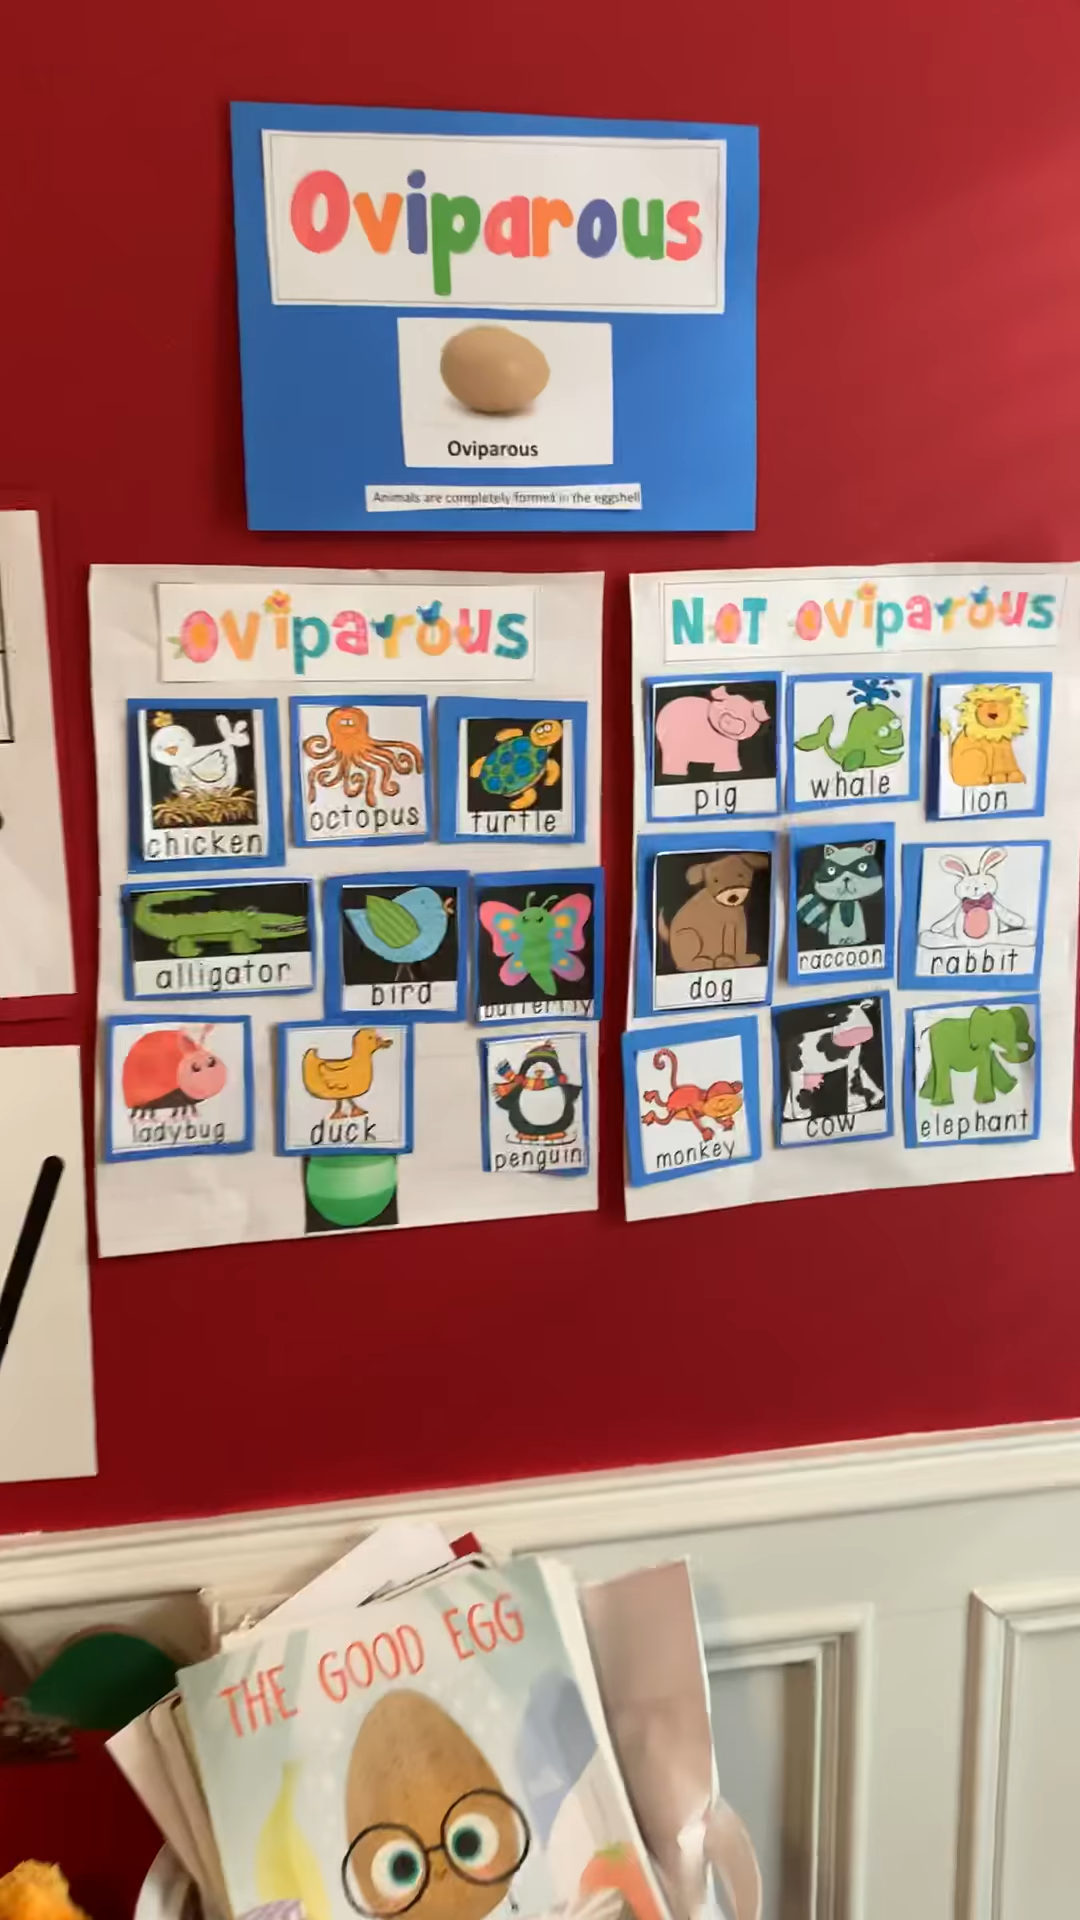 Oviparous
Oviparous
Animals are completely formed in the eggshell
Oviparous
chicken
octopus
turtle
alligator
bird
butterfly
ladybug
duck
penguin
NOT Oviparous
pig
whale
lion
dog
raccoon
rabbit
monkey
cow
elephant
THE GOOD EGG